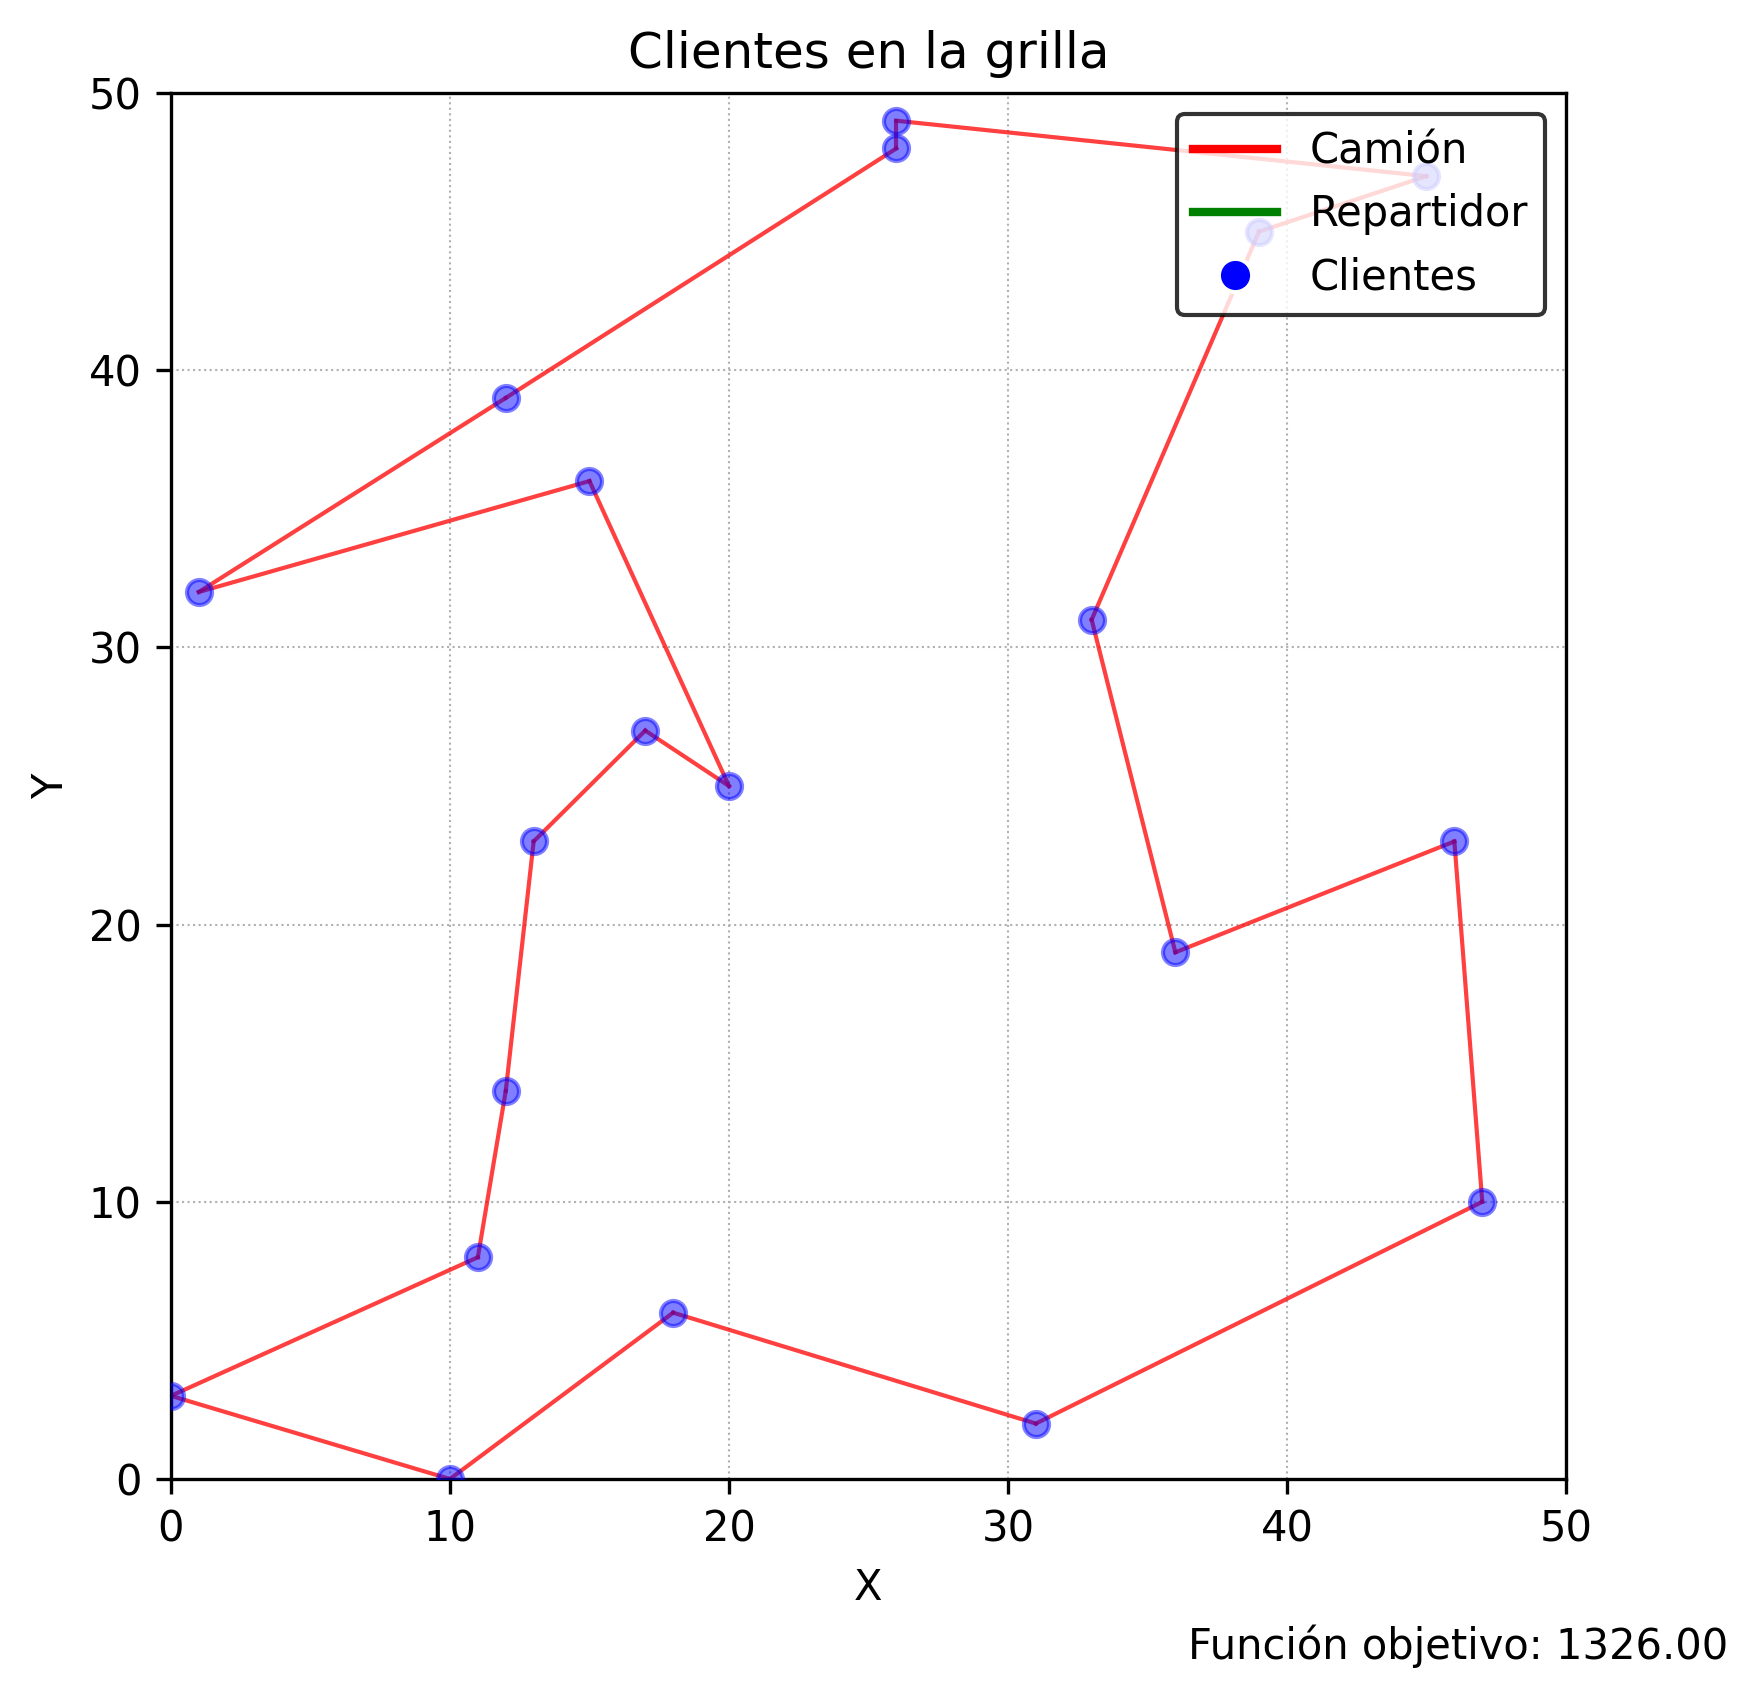 Clientes en la grilla
50
40
30
20
10
0
Y
Camión
Repartidor
Clientes
0 10 20 30 40 50
X
Función objetivo: 1326.00